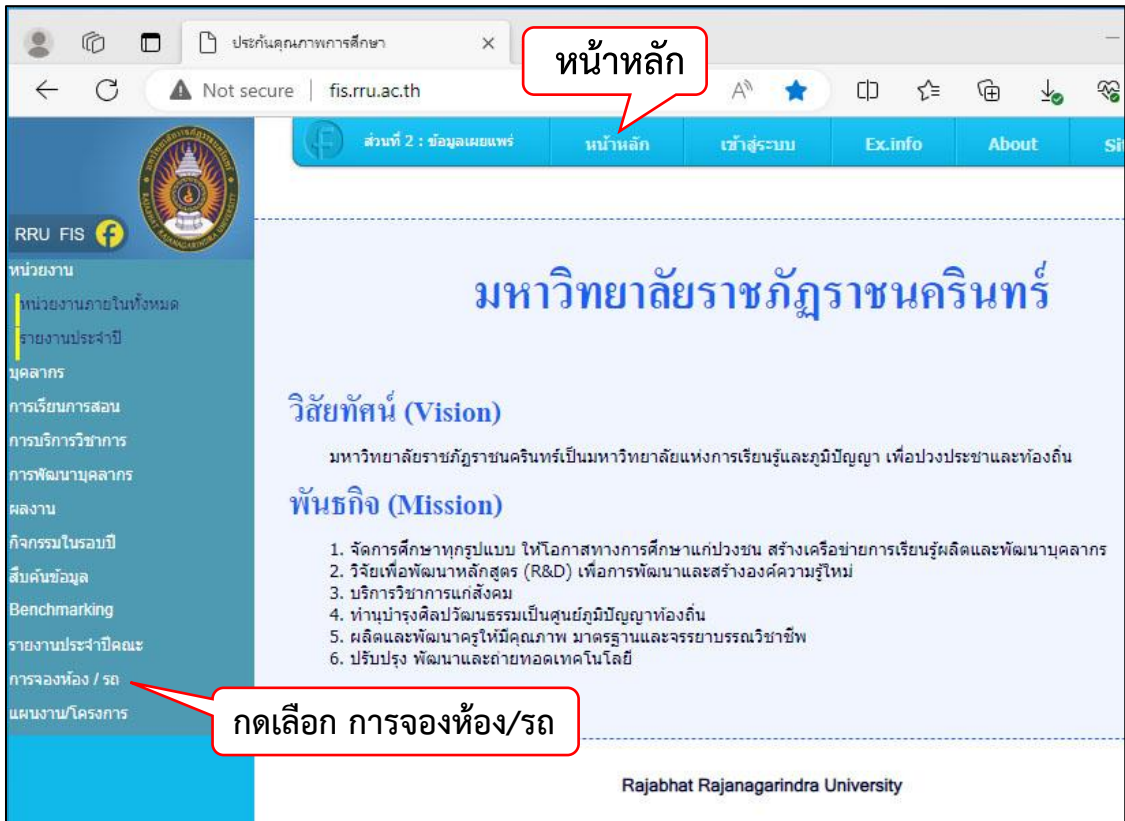 ประกันคุณภาพการศึกษา
หน้าหลัก
Not secure | fis.rru.ac.th
ส่วนที่ 2 : ข้อมูลเผยแพร่ หน้าหลัก เข้าสู่ระบบ Ex.info About
RRU FIS
หน่วยงาน
หน่วยงานภายในทั้งหมด
รายงานประจำปี
บุคลากร
การเรียนการสอน
การบริการวิชาการ
การพัฒนาบุคลากร
ผลงาน
กิจกรรมในรอบปี
สืบค้นข้อมูล
Benchmarking
รายงานประจำปีคณะ
การจองห้อง / รถ
แผนงาน/โครงการ
มหาวิทยาลัยราชภัฏราชนครินทร์
วิสัยทัศน์ (Vision)
มหาวิทยาลัยราชภัฏราชนครินทร์เป็นมหาวิทยาลัยแห่งการเรียนรู้และภูมิปัญญา เพื่อปวงประชาและท้องถิ่น
พันธกิจ (Mission)
1. จัดการศึกษาทุกรูปแบบ ให้โอกาสทางการศึกษาแก่ปวงชน สร้างเครือข่ายการเรียนรู้ผลิตและพัฒนาบุคลากร
2. วิจัยเพื่อพัฒนาหลักสูตร (R&D) เพื่อการพัฒนาและสร้างองค์ความรู้ใหม่
3. บริการวิชาการแก่สังคม
4. ทำนุบำรุงศิลปวัฒนธรรมเป็นศูนย์ภูมิปัญญาท้องถิ่น
5. ผลิตและพัฒนาครูให้มีคุณภาพ มาตรฐานและจรรยาบรรณวิชาชีพ
6. ปรับปรุง พัฒนาและถ่ายทอดเทคโนโลยี
กดเลือก การจองห้อง/รถ
Rajabhat Rajanagarindra University